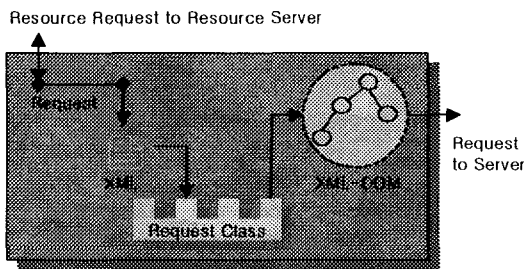 Resource Request to Resource Server
Request
XML
XML-COM
Request Class
Request
to Server